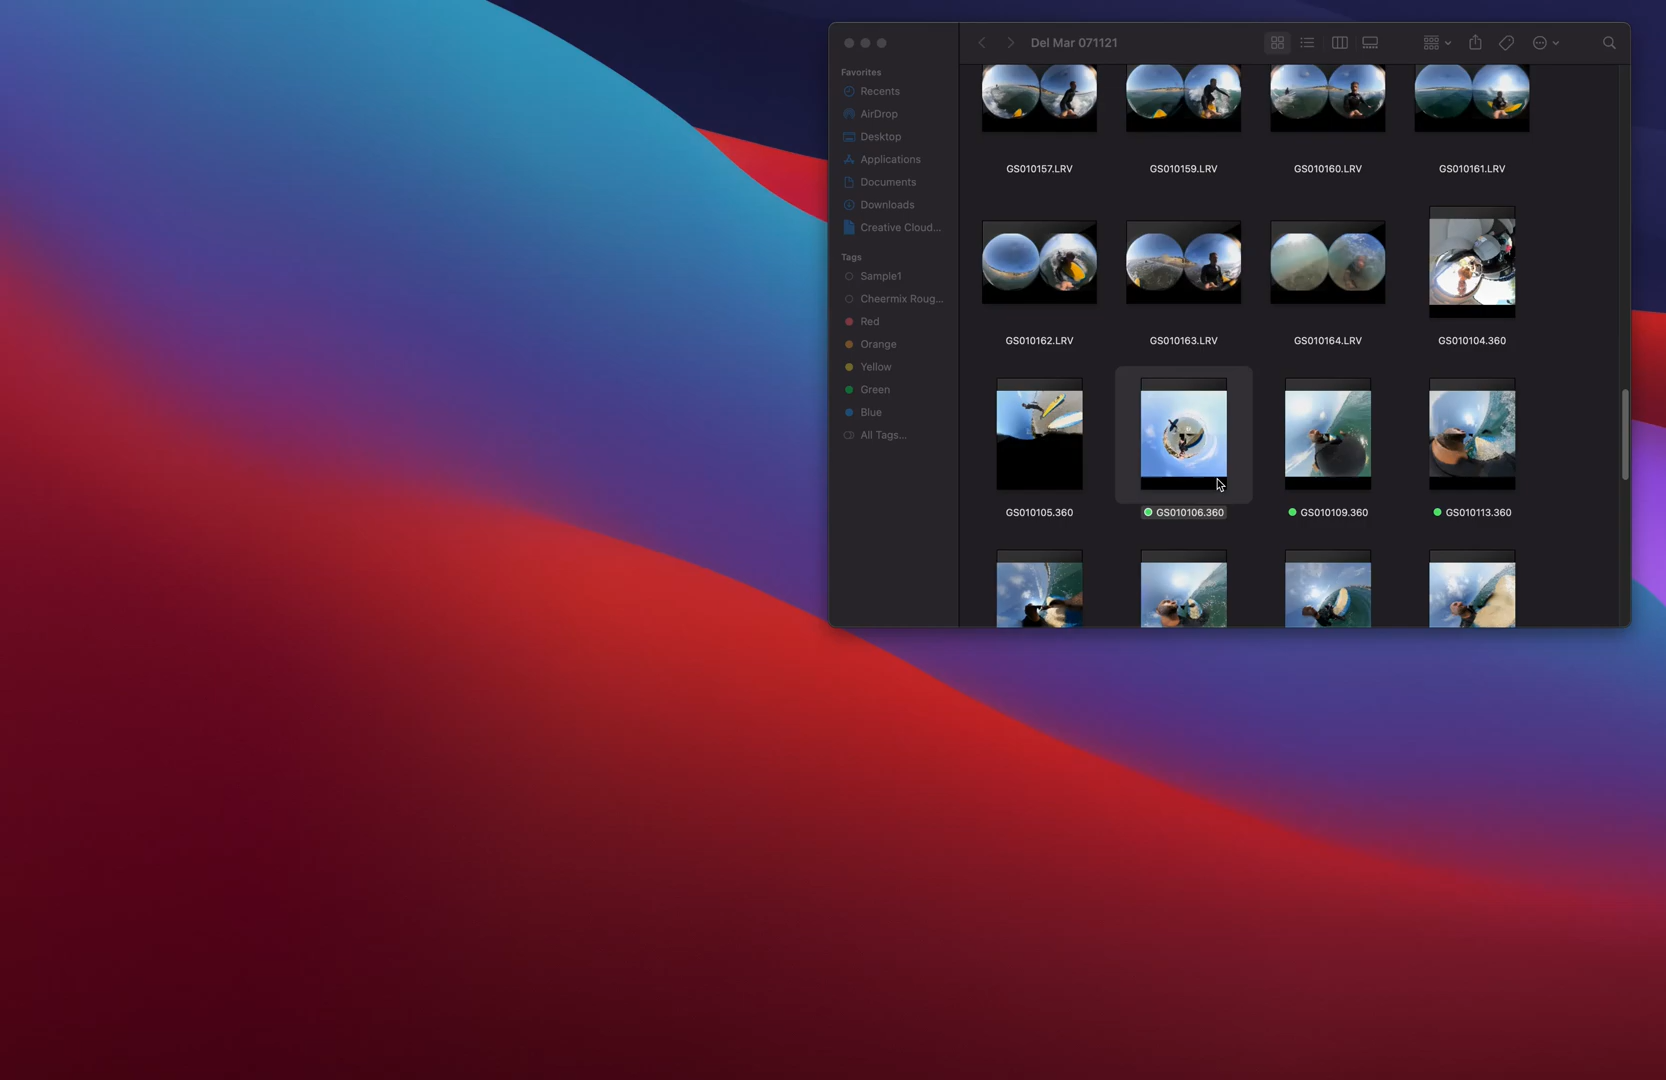 Del Mar 071121
Favorites
Recents
AirDrop
Desktop
Applications
Documents
Downloads
Creative Cloud...
Tags
Sample1
Cheermix Roug...
Red
Orange
Yellow
Green
Blue
All Tags...
GS010157.LRV GS010159.LRV GS010160.LRV GS010161.LRV
GS010162.LRV GS010163.LRV GS010164.LRV GS010104.360
GS010105.360 GS010106.360 GS010109.360 GS010113.360